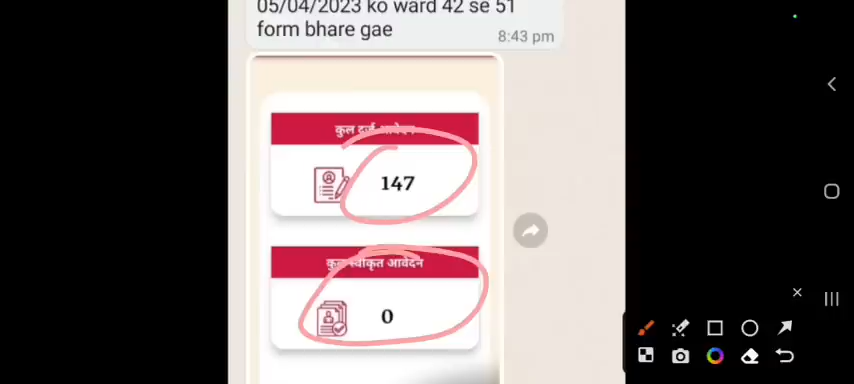 05/04/2023 ko ward 42 se 51
form bhare gae
8:43 pm
कुल दर्ज आवेदन
147
कुल स्वीकृत आवेदन
0